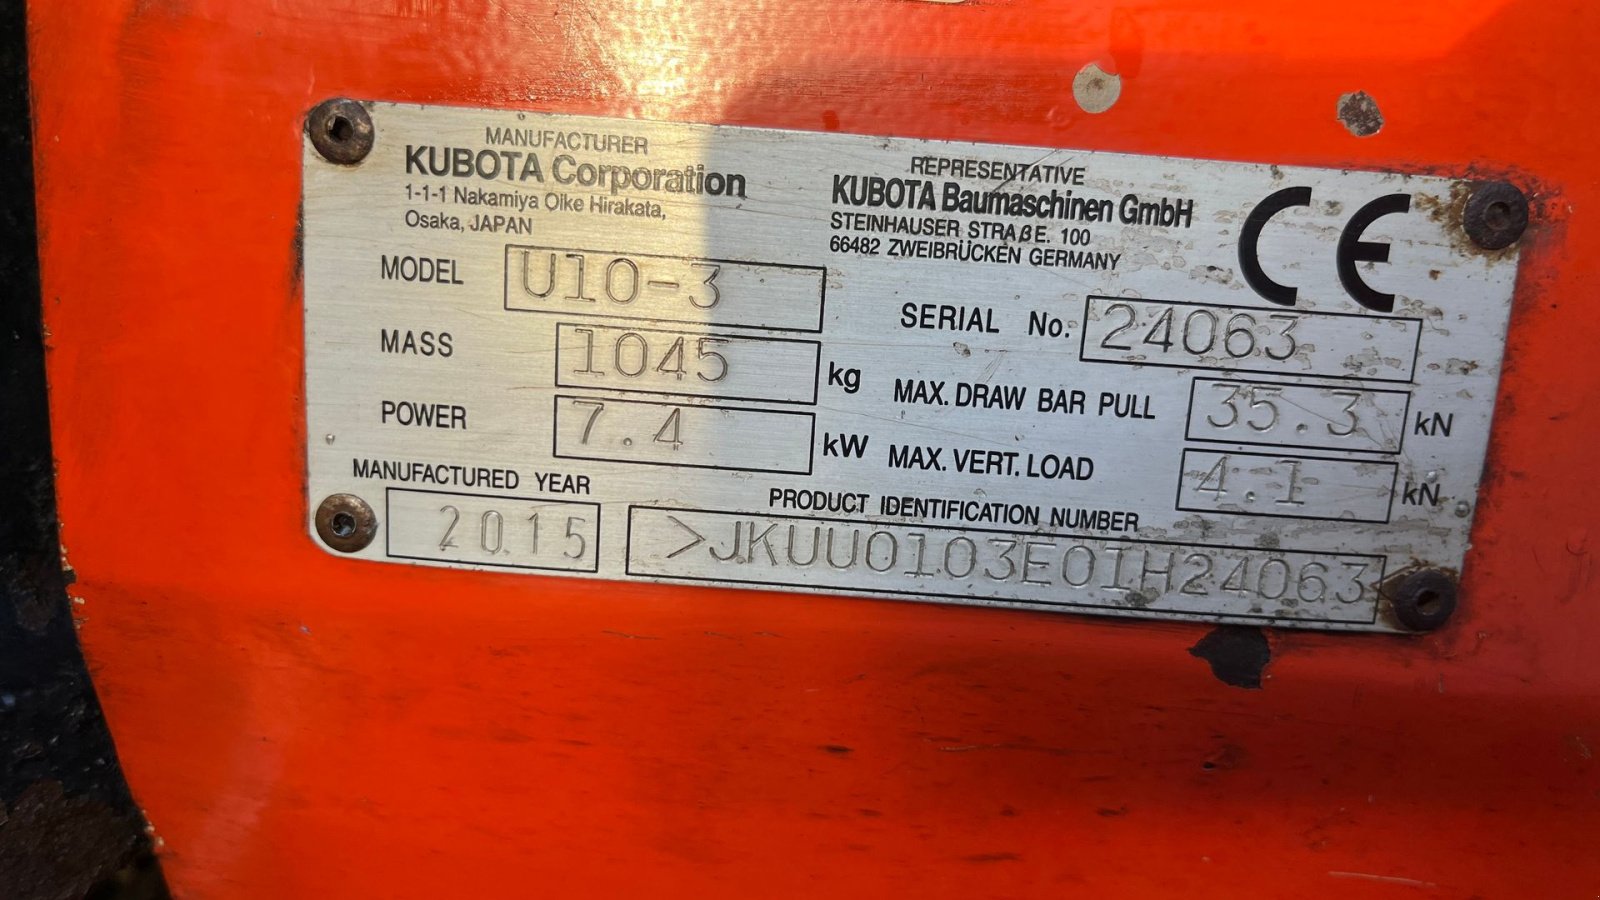 MANUFACTURER
KUBOTA Corporation
1-1-1 Nakamiya Oike Hirakata,
Osaka, JAPAN
REPRESENTATIVE
KUBOTA Baumaschinen GmbH
STEINHAUSER STRAßE. 100
66482 ZWEIBRÜCKEN GERMANY
CE
MODEL U10-3
SERIAL No. 24063
MASS 1045 kg
MAX. DRAW BAR PULL 35.3 kN
POWER 7.4 kW
MAX. VERT. LOAD 4.1 kN
MANUFACTURED YEAR
2015
PRODUCT IDENTIFICATION NUMBER
>JKUU0103E01H24063<